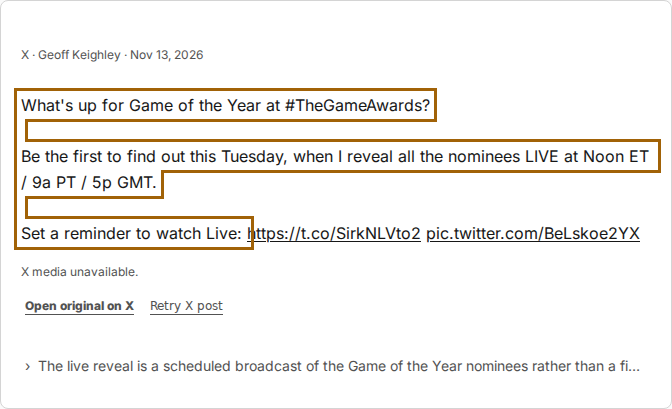 X · Geoff Keighley · Nov 13, 2026
What's up for Game of the Year at #TheGameAwards?
Be the first to find out this Tuesday, when I reveal all the nominees LIVE at Noon ET
/ 9a PT / 5p GMT.
Set a reminder to watch Live: https://t.co/SirkNLVto2 pic.twitter.com/BeLskoe2YX
X media unavailable.
Open original on X Retry X post
› The live reveal is a scheduled broadcast of the Game of the Year nominees rather than a fi...